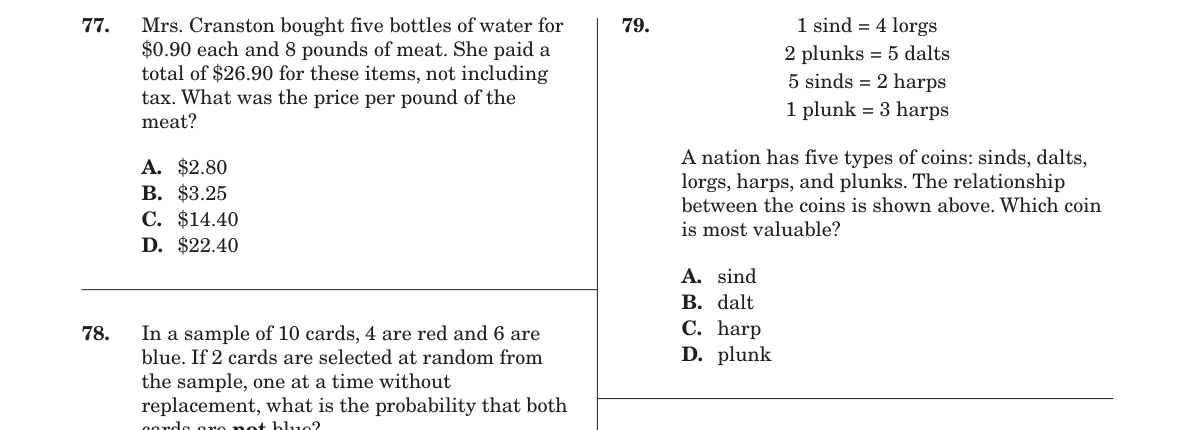 77. Mrs. Cranston bought five bottles of water for
$0.90 each and 8 pounds of meat. She paid a
total of $26.90 for these items, not including
tax. What was the price per pound of the
meat?
A. $2.80
B. $3.25
C. $14.40
D. $22.40
78. In a sample of 10 cards, 4 are red and 6 are
blue. If 2 cards are selected at random from
the sample, one at a time without
replacement, what is the probability that both
cards are not blue?
79. 1 sind = 4 lorgs
2 plunks = 5 dalts
5 sinds = 2 harps
1 plunk = 3 harps
A nation has five types of coins: sinds, dalts,
lorgs, harps, and plunks. The relationship
between the coins is shown above. Which coin
is most valuable?
A. sind
B. dalt
C. harp
D. plunk